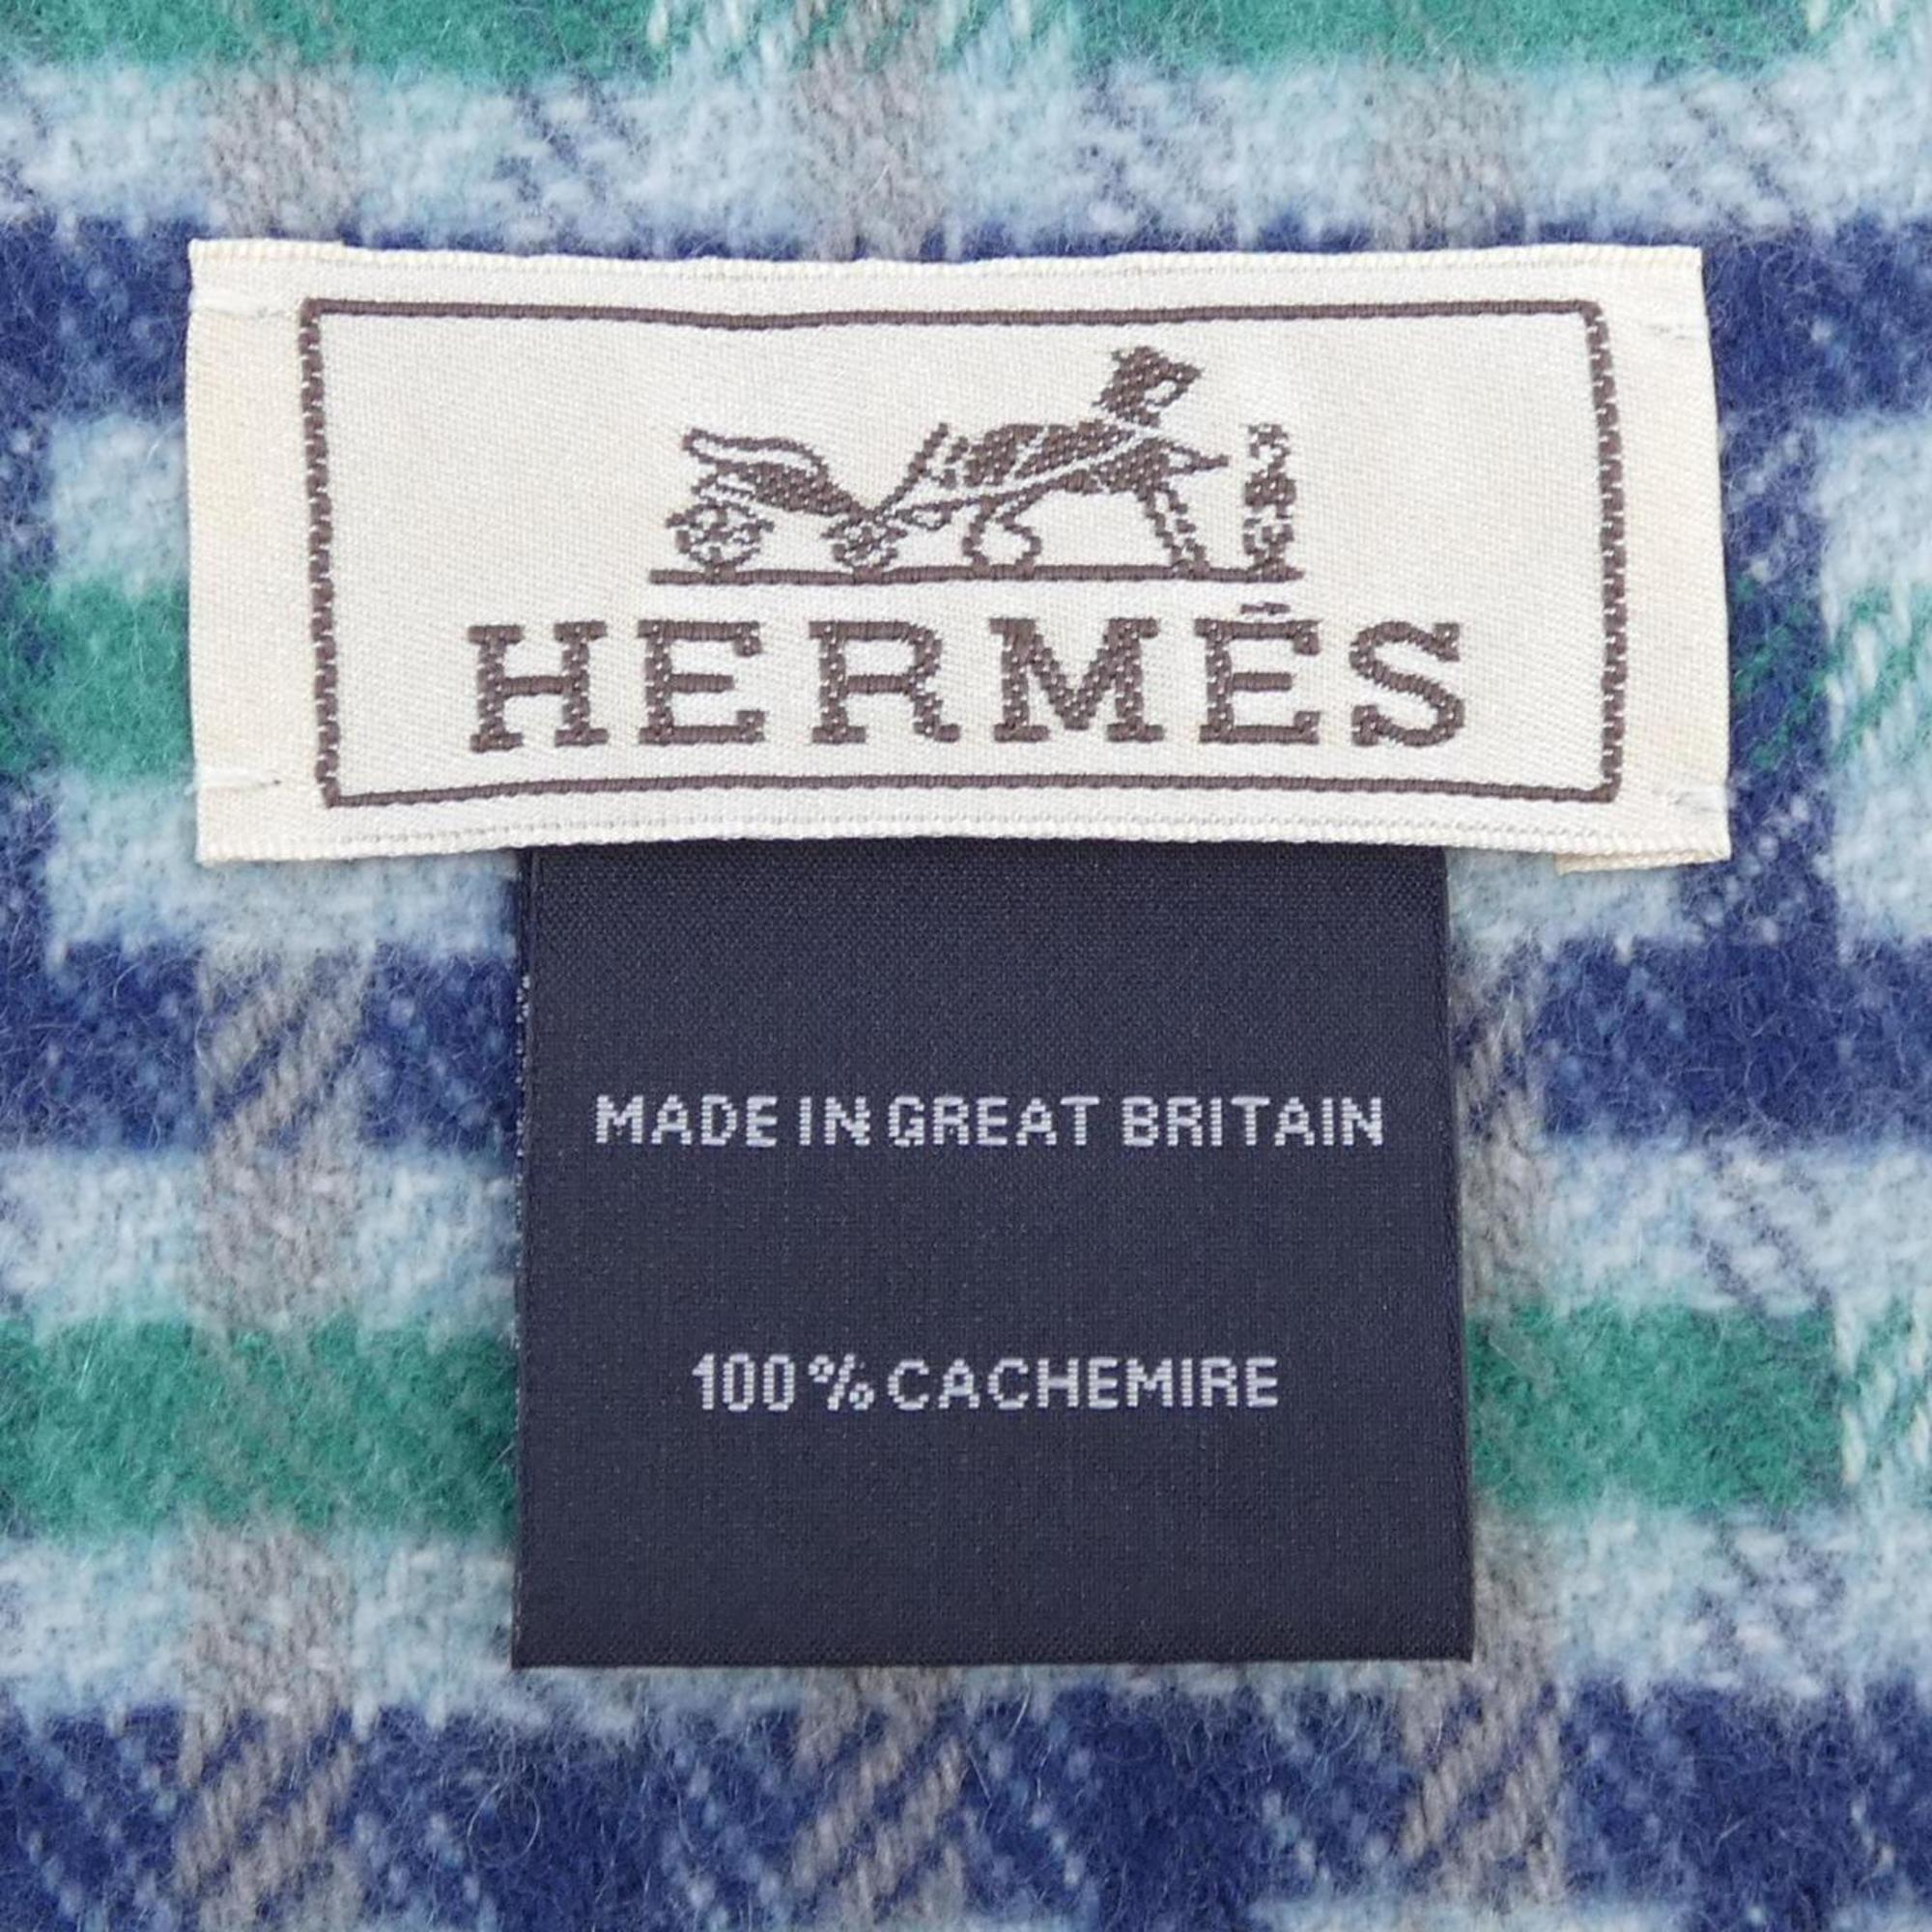 HERMÈS
MADE IN GREAT BRITAIN
100% CACHEMIRE